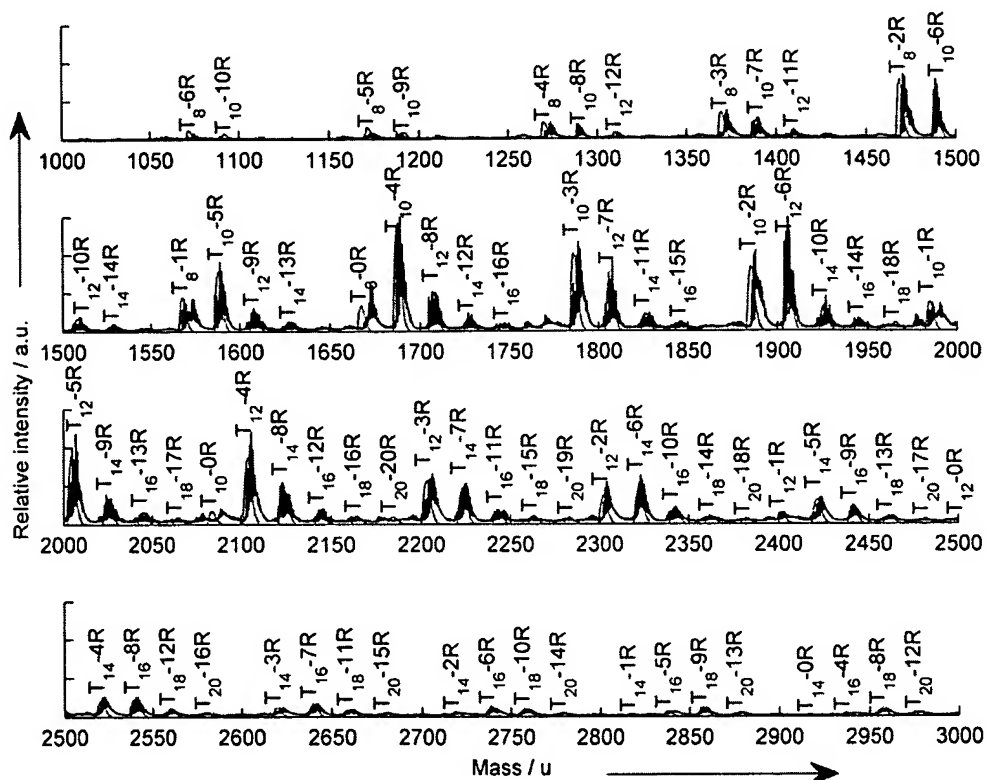 Relative intensity / a.u.
T8-6R T10-10R T8-5R T10-9R T8-4R T10-8R T12-12R T8-3R T10-7R T12-11R T8-2R T10-6R
1000 1050 1100 1150 1200 1250 1300 1350 1400 1450 1500
T12-10R T14-14R T8-1R T10-5R T12-9R T14-13R T8-0R T10-4R T12-8R T14-12R T16-16R T10-3R T12-7R T14-11R T16-15R T10-2R T12-6R T14-10R T16-14R T18-18R T10-1R
1500 1550 1600 1650 1700 1750 1800 1850 1900 1950 2000
T12-5R T14-9R T16-13R T18-17R T10-0R T12-4R T14-8R T16-12R T18-16R T20-20R T12-3R T14-7R T16-11R T18-15R T20-19R T12-2R T14-6R T16-10R T18-14R T20-18R T12-1R T14-5R T16-9R T18-13R T20-17R T12-0R
2000 2050 2100 2150 2200 2250 2300 2350 2400 2450 2500
T14-4R T16-8R T18-12R T20-16R T14-3R T16-7R T18-11R T20-15R T14-2R T16-6R T18-10R T20-14R T14-1R T16-5R T18-9R T20-13R T14-0R T16-4R T18-8R T20-12R
2500 2550 2600 2650 2700 2750 2800 2850 2900 2950 3000
Mass / u